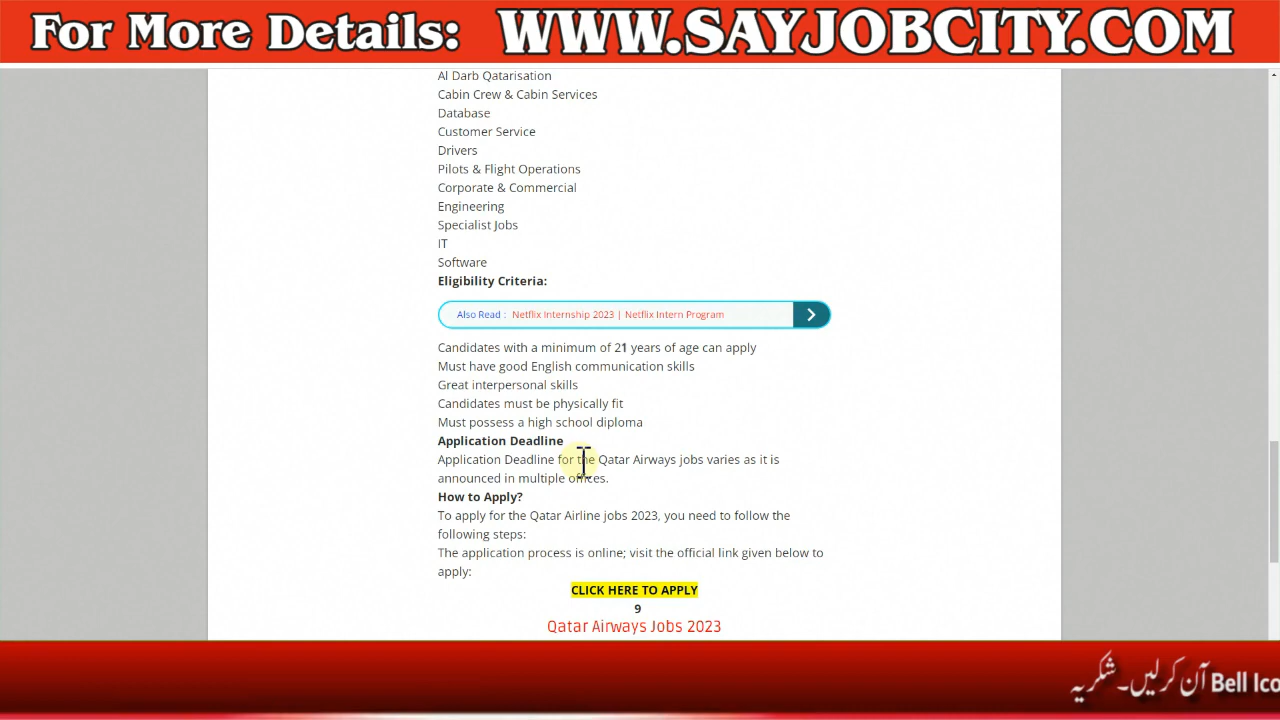 For More Details: WWW.SAYJOBCITY.COM
Al Darb Qatarisation
Cabin Crew & Cabin Services
Database
Customer Service
Drivers
Pilots & Flight Operations
Corporate & Commercial
Engineering
Specialist Jobs
IT
Software
Eligibility Criteria:
Also Read : Netflix Internship 2023 | Netflix Intern Program
Candidates with a minimum of 21 years of age can apply
Must have good English communication skills
Great interpersonal skills
Candidates must be physically fit
Must possess a high school diploma
Application Deadline
Application Deadline for the Qatar Airways jobs varies as it is
announced in multiple offices.
How to Apply?
To apply for the Qatar Airline jobs 2023, you need to follow the
following steps:
The application process is online; visit the official link given below to
apply:
CLICK HERE TO APPLY
9
Qatar Airways Jobs 2023
Bell Ico آن کرلیں۔ شکریہ